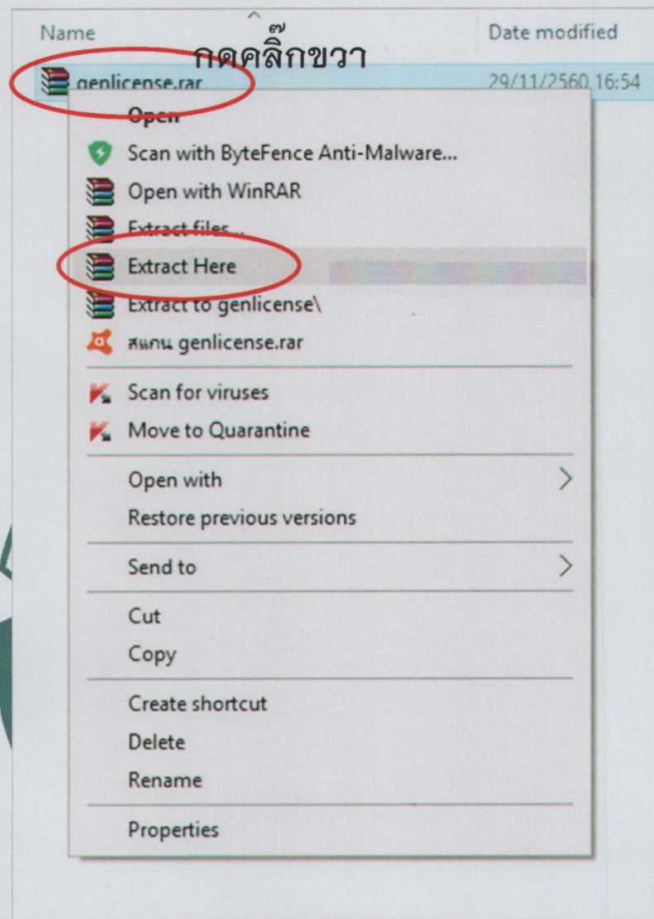 Name
Date modified
กดคลิ๊กขวา
genlicense.rar
29/11/2560 16:54
Open
Scan with ByteFence Anti-Malware...
Open with WinRAR
Extract files...
Extract Here
Extract to genlicense\
สแกน genlicense.rar
Scan for viruses
Move to Quarantine
Open with
Restore previous versions
Send to
Cut
Copy
Create shortcut
Delete
Rename
Properties